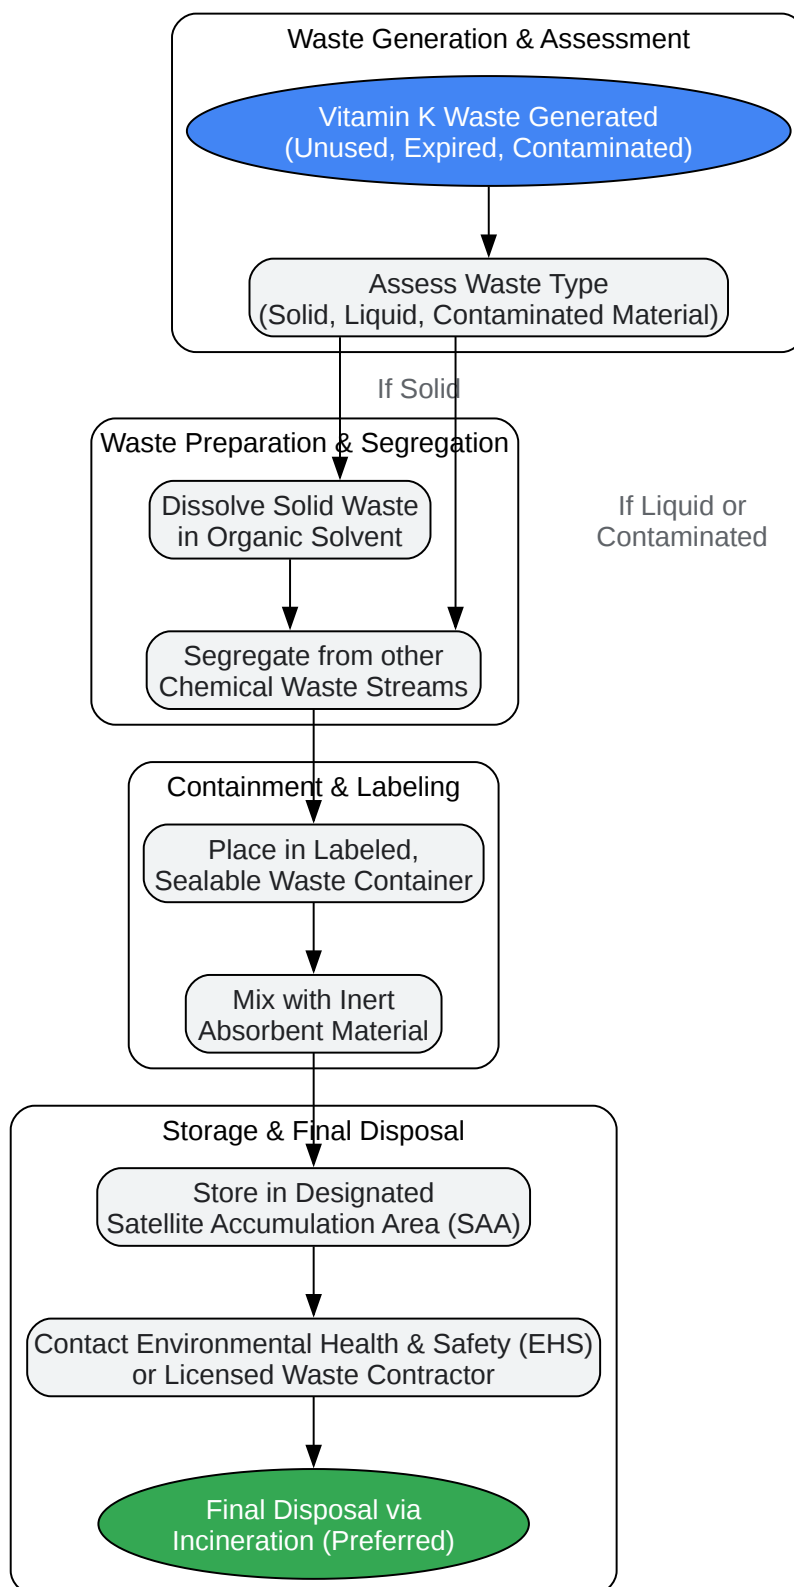 Waste Generation & Assessment
Vitamin K Waste Generated
(Unused, Expired, Contaminated)
Assess Waste Type
(Solid, Liquid, Contaminated Material)
If Solid
Waste Preparation & Segregation
Dissolve Solid Waste
in Organic Solvent
If Liquid or
Contaminated
Segregate from other
Chemical Waste Streams
Containment & Labeling
Place in Labeled,
Sealable Waste Container
Mix with Inert
Absorbent Material
Storage & Final Disposal
Store in Designated
Satellite Accumulation Area (SAA)
Contact Environmental Health & Safety (EHS)
or Licensed Waste Contractor
Final Disposal via
Incineration (Preferred)